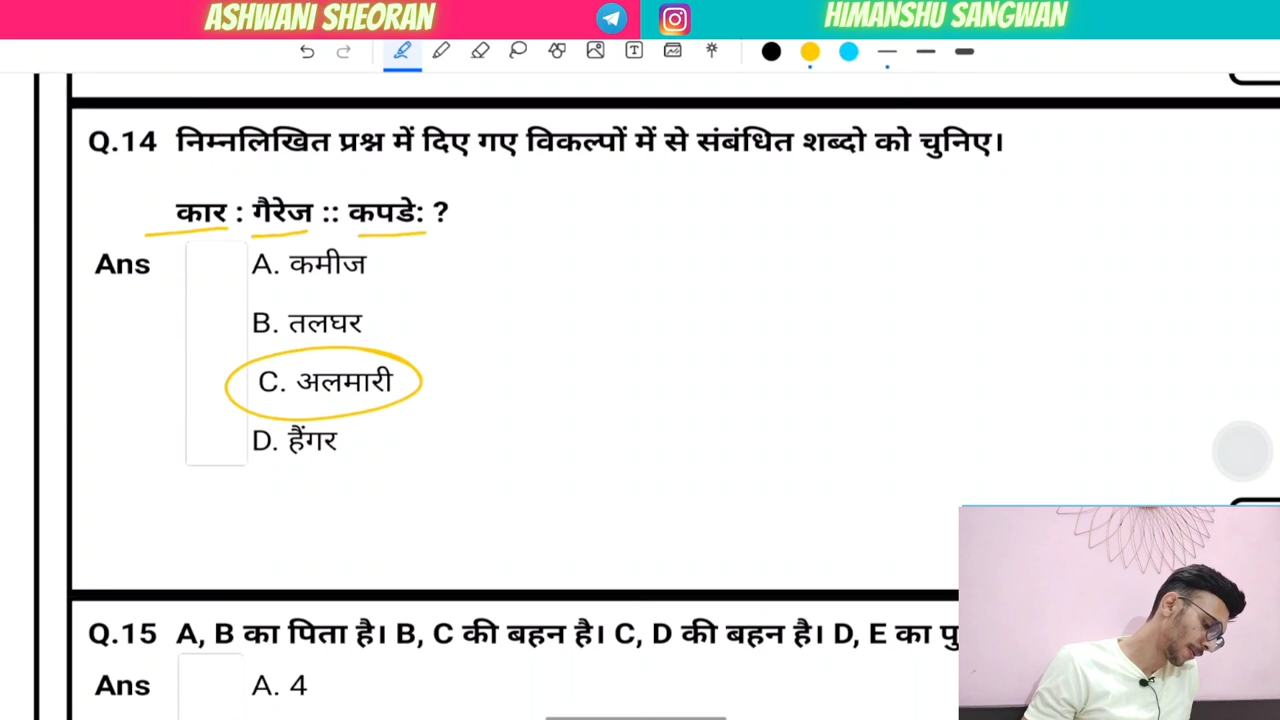 ASHWANI SHEORAN
HIMANSHU SANGWAN
Q.14 निम्नलिखित प्रश्न में दिए गए विकल्पों में से संबंधित शब्दो को चुनिए।
कार : गैरेज :: कपडे: ?
Ans A. कमीज
B. तलघर
C. अलमारी
D. हैंगर
Q.15 A, B का पिता है। B, C की बहन है। C, D की बहन है। D, E का
Ans A. 4